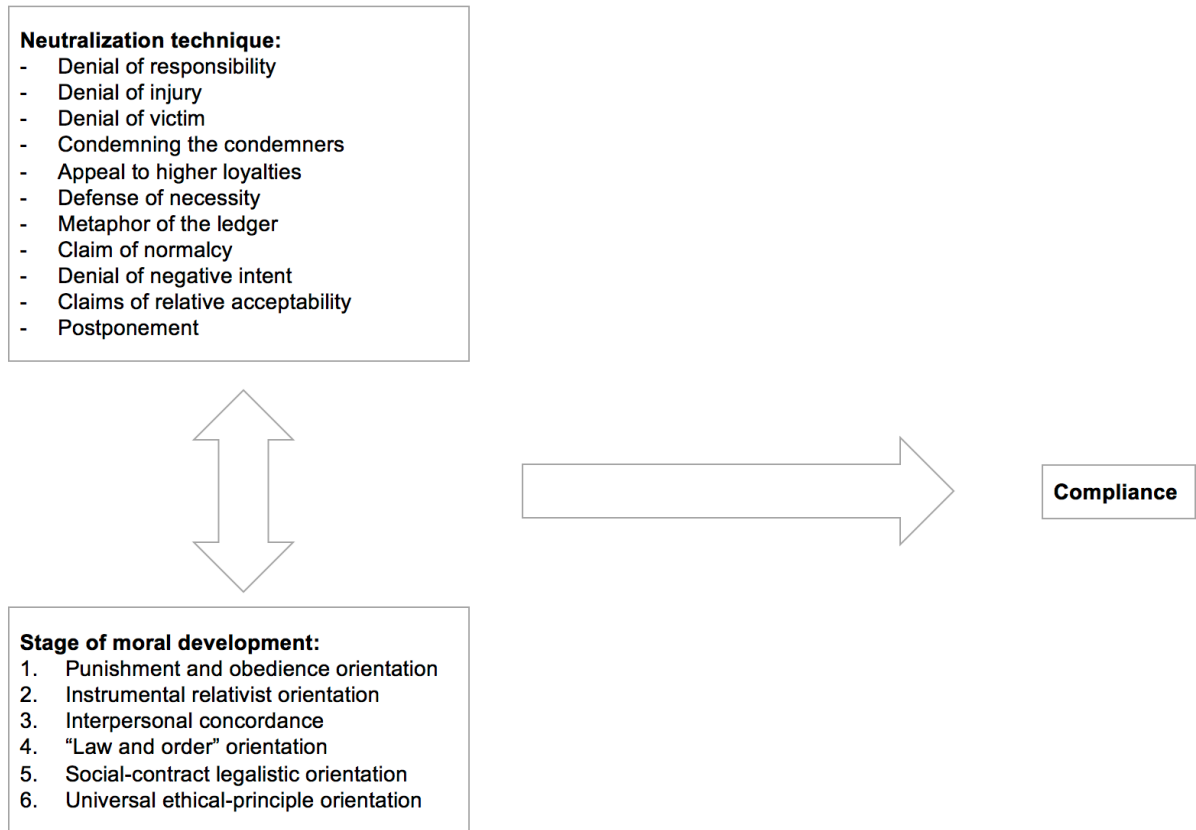 Neutralization technique:
- Denial of responsibility
- Denial of injury
- Denial of victim
- Condemning the condemners
- Appeal to higher loyalties
- Defense of necessity
- Metaphor of the ledger
- Claim of normalcy
- Denial of negative intent
- Claims of relative acceptability
- Postponement
Compliance
Stage of moral development:
1. Punishment and obedience orientation
2. Instrumental relativist orientation
3. Interpersonal concordance
4. “Law and order” orientation
5. Social-contract legalistic orientation
6. Universal ethical-principle orientation